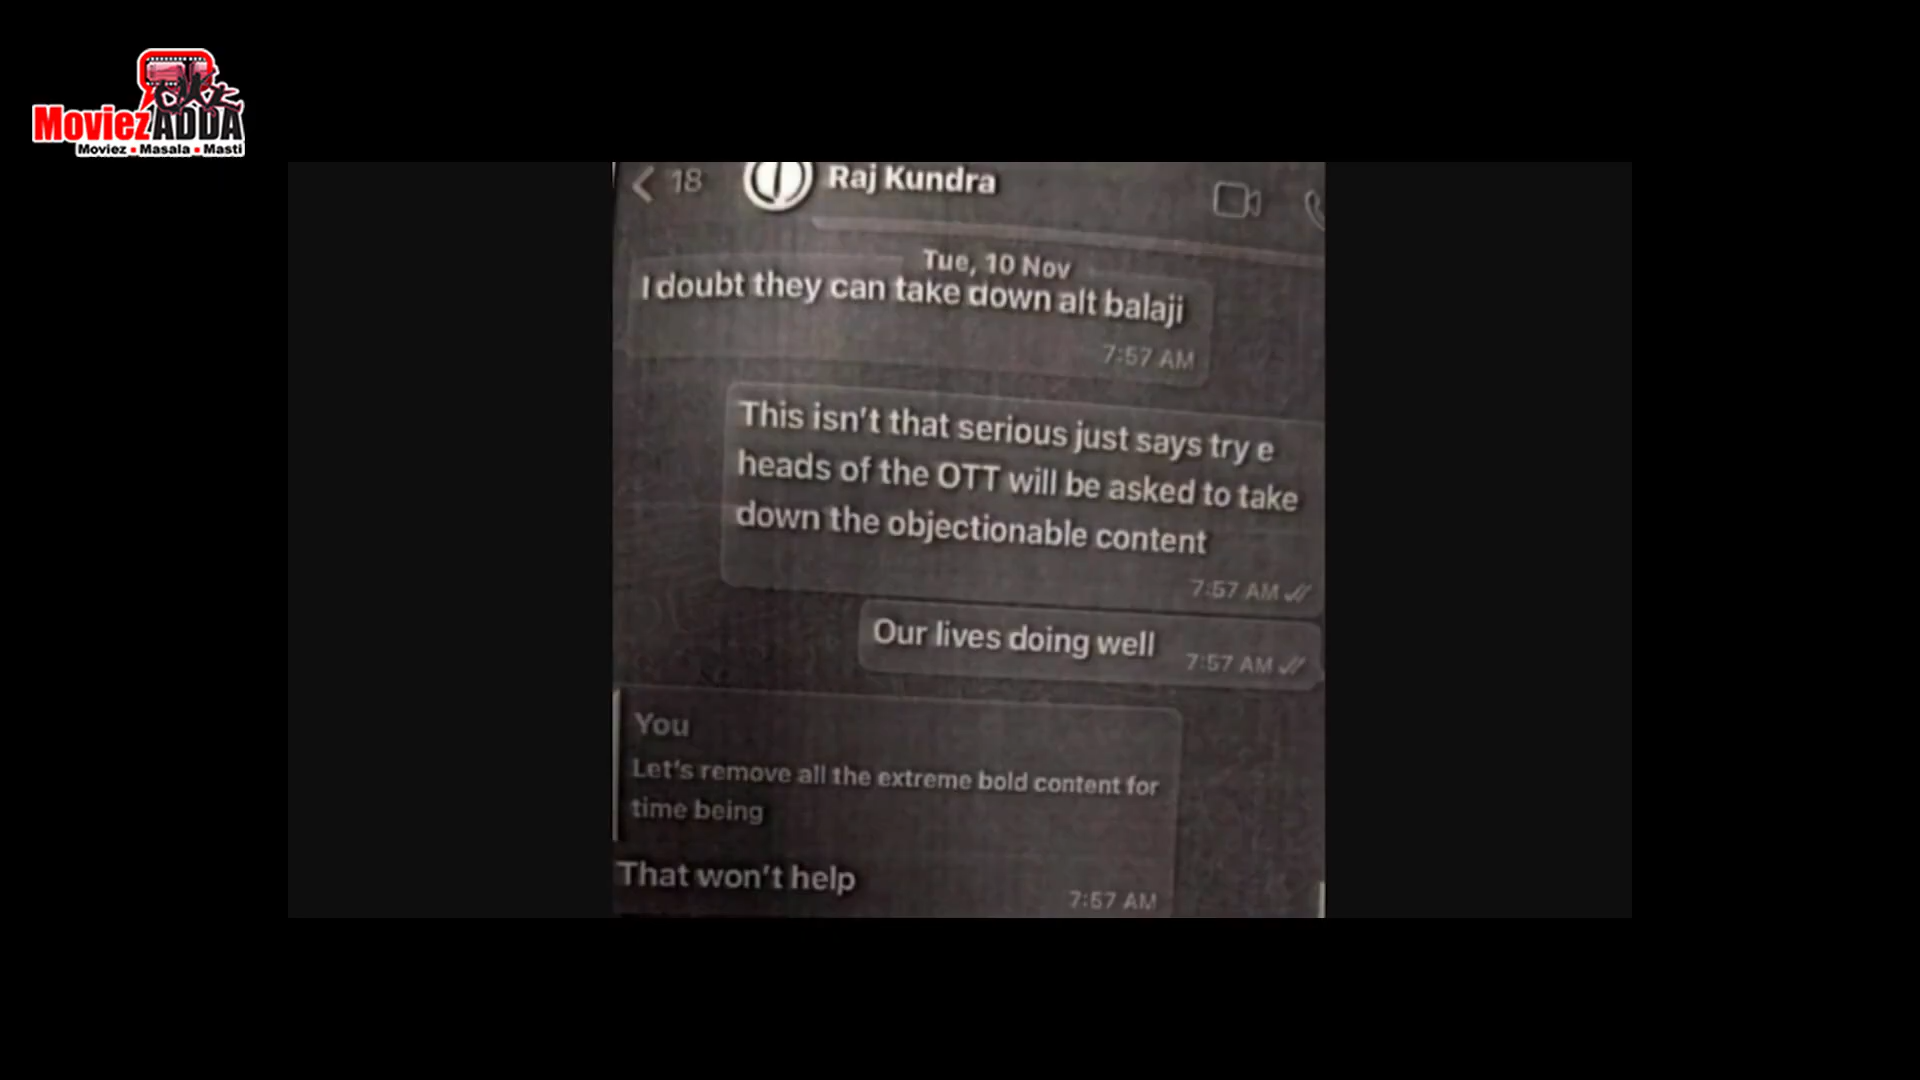 MoviezADDA
Moviez • Masala • Masti
18
Raj Kundra
Tue, 10 Nov
I doubt they can take down alt balaji
7:57 AM
This isn't that serious just says try e
heads of the OTT will be asked to take
down the objectionable content
7:57 AM
Our lives doing well
7:57 AM
You
Let's remove all the extreme bold content for
time being
That won't help
7:57 AM